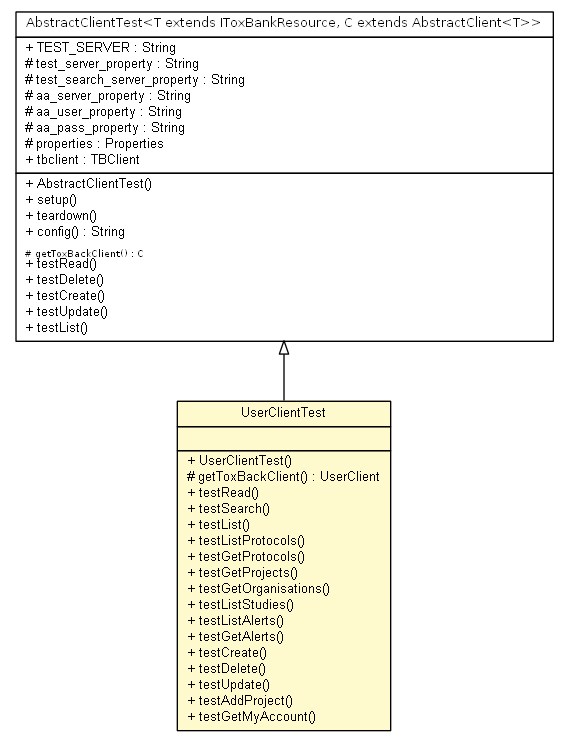 AbstractClientTest<T extends IToxBankResource, C extends AbstractClient<T>>
+ TEST_SERVER : String
# test_server_property : String
# test_search_server_property : String
# aa_server_property : String
# aa_user_property : String
# aa_pass_property : String
# properties : Properties
+ tbclient : TBClient
+ AbstractClientTest()
+ setup()
+ teardown()
+ config() : String
# getToxBackClient() : C
+ testRead()
+ testDelete()
+ testCreate()
+ testUpdate()
+ testList()
UserClientTest
+ UserClientTest()
# getToxBackClient() : UserClient
+ testRead()
+ testSearch()
+ testList()
+ testListProtocols()
+ testGetProtocols()
+ testGetProjects()
+ testGetOrganisations()
+ testListStudies()
+ testListAlerts()
+ testGetAlerts()
+ testCreate()
+ testDelete()
+ testUpdate()
+ testAddProject()
+ testGetMyAccount()